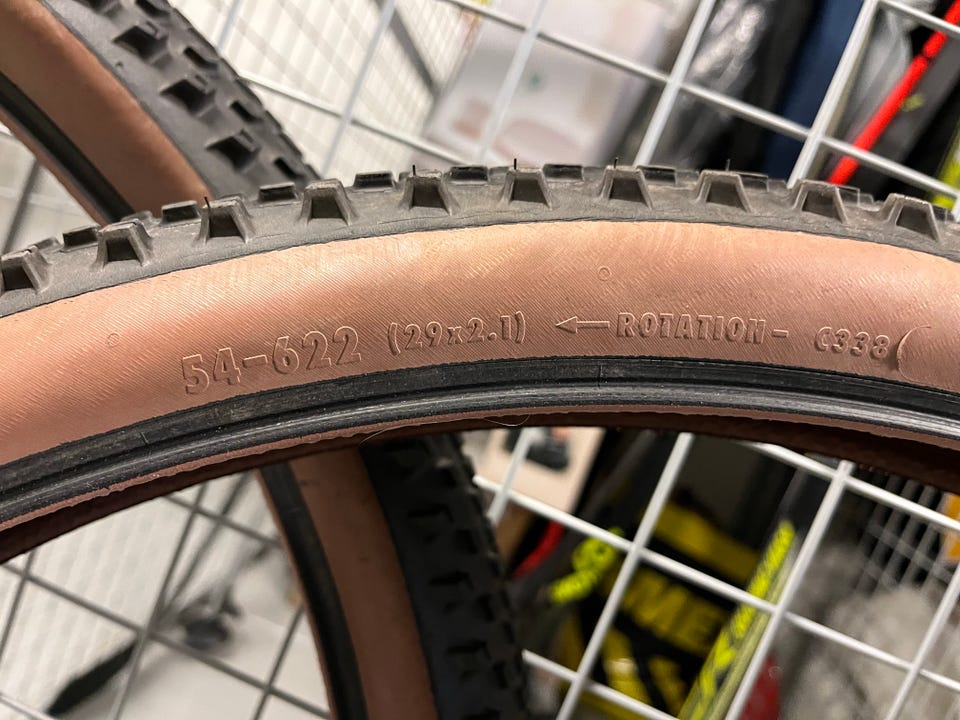 54-622 (29x2.1) ←ROTATION- C338